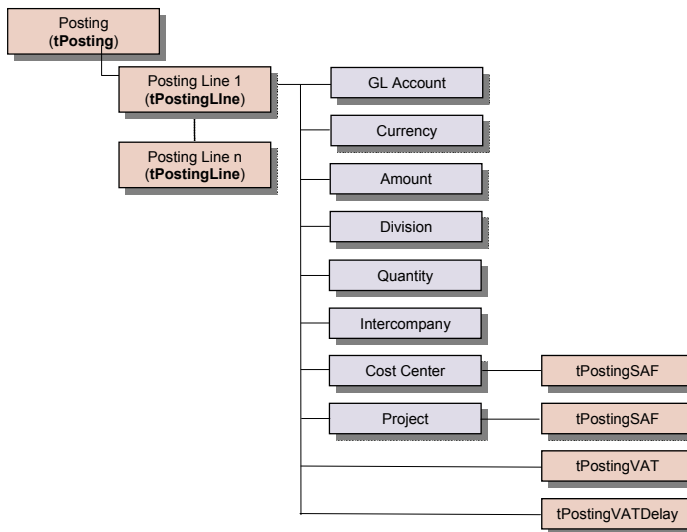 Posting
(tPosting)
Posting Line 1
(tPostingLIne)
Posting Line n
(tPostingLine)
GL Account
Currency
Amount
Division
Quantity
Intercompany
Cost Center
tPostingSAF
Project
tPostingSAF
tPostingVAT
tPostingVATDelay